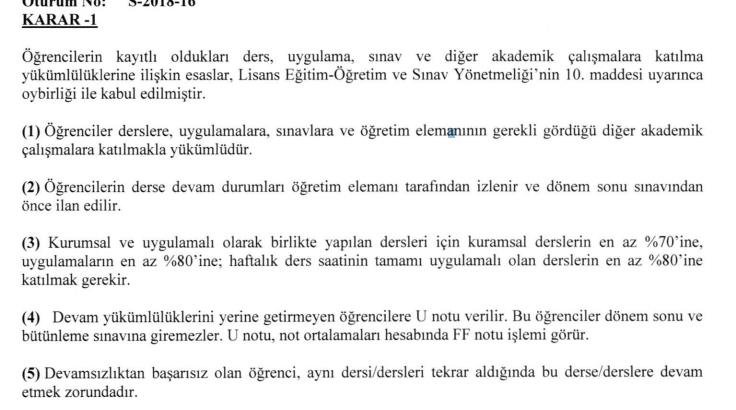 Oturum No: S-2018-16
KARAR -1
Öğrencilerin kayıtlı oldukları ders, uygulama, sınav ve diğer akademik çalışmalara katılma
yükümlülüklerine ilişkin esaslar, Lisans Eğitim-Öğretim ve Sınav Yönetmeliği'nin 10. maddesi uyarınca
oybirliği ile kabul edilmiştir.
(1) Öğrenciler derslere, uygulamalara, sınavlara ve öğretim elemanının gerekli gördüğü diğer akademik
çalışmalara katılmakla yükümlüdür.
(2) Öğrencilerin derse devam durumları öğretim elemanı tarafından izlenir ve dönem sonu sınavından
önce ilan edilir.
(3) Kurumsal ve uygulamalı olarak birlikte yapılan dersleri için kuramsal derslerin en az %70'ine,
uygulamaların en az %80'ine; haftalık ders saatinin tamamı uygulamalı olan derslerin en az %80'ine
katılmak gerekir.
(4) Devam yükümlülüklerini yerine getirmeyen öğrencilere U notu verilir. Bu öğrenciler dönem sonu ve
bütünleme sınavına giremezler. U notu, not ortalamaları hesabında FF notu işlemi görür.
(5) Devamsızlıktan başarısız olan öğrenci, aynı dersi/dersleri tekrar aldığında bu derse/derslere devam
etmek zorundadır.